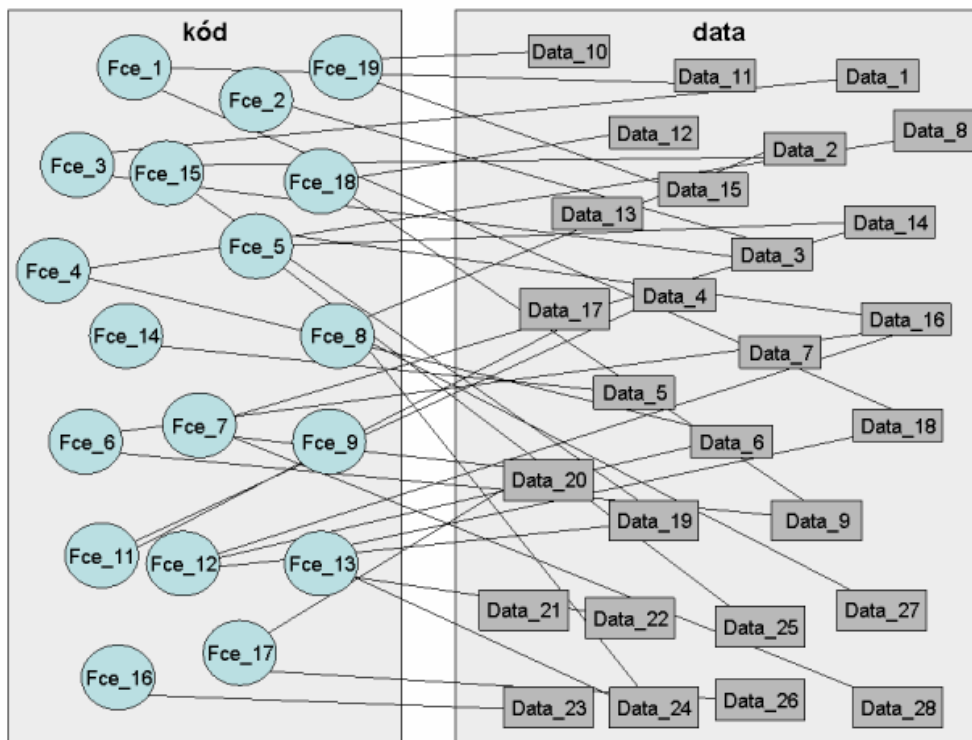 kód
data
Fce_1
Fce_19
Fce_2
Fce_3
Fce_15
Fce_18
Fce_5
Fce_4
Fce_14
Fce_8
Fce_7
Fce_6
Fce_9
Fce_11
Fce_12
Fce_13
Fce_17
Fce_16
Data_10
Data_11
Data_1
Data_12
Data_8
Data_2
Data_15
Data_13
Data_14
Data_3
Data_4
Data_17
Data_16
Data_7
Data_5
Data_18
Data_6
Data_20
Data_19
Data_9
Data_21
Data_22
Data_27
Data_25
Data_26
Data_23
Data_24
Data_28